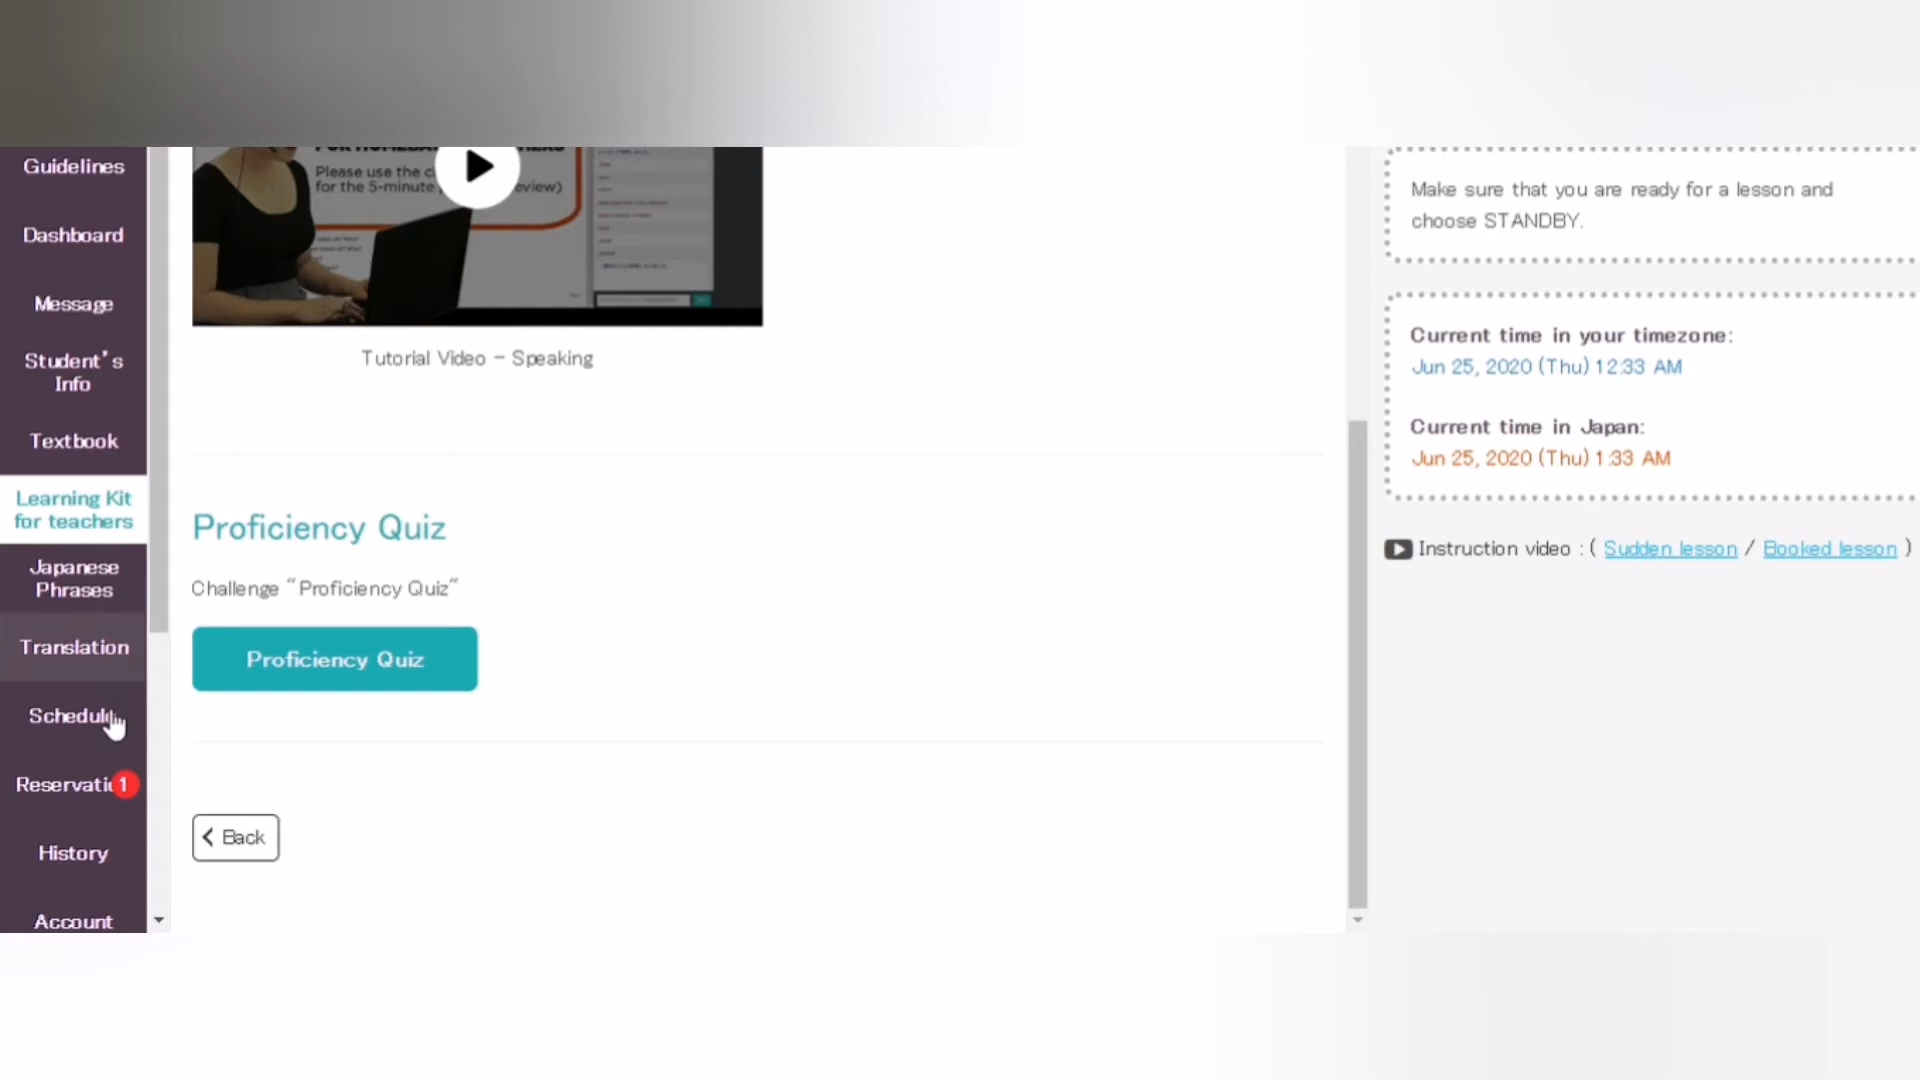 Guidelines
Dashboard
Message
Student's
Info
Textbook
Learning Kit
for teachers
Japanese
Phrases
Translation
Schedul
Reservati
1
History
Account
Please use the
for the 5-minute
Tutorial Video - Speaking
Proficiency Quiz
Challenge "Proficiency Quiz"
Proficiency Quiz
Back
Make sure that you are ready for a lesson and
choose STANDBY.
Current time in your timezone:
Jun 25, 2020 (Thu) 12:33 AM
Current time in Japan:
Jun 25, 2020 (Thu) 1:33 AM
Instruction video : ( Sudden lesson / Booked lesson )